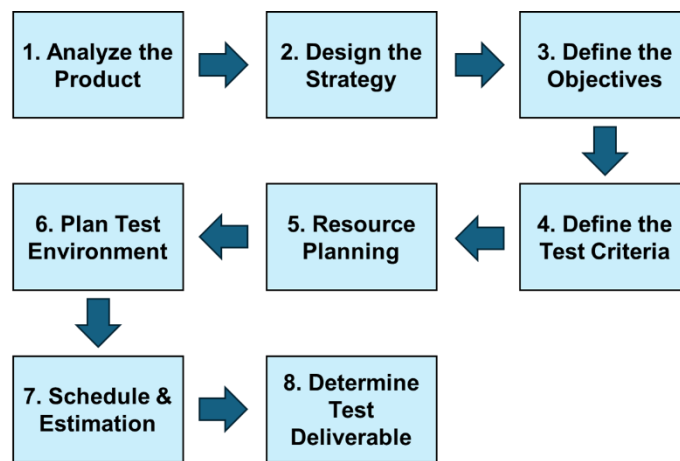 1. Analyze the
Product
2. Design the
Strategy
3. Define the
Objectives
4. Define the
Test Criteria
5. Resource
Planning
6. Plan Test
Environment
7. Schedule &
Estimation
8. Determine
Test
Deliverable